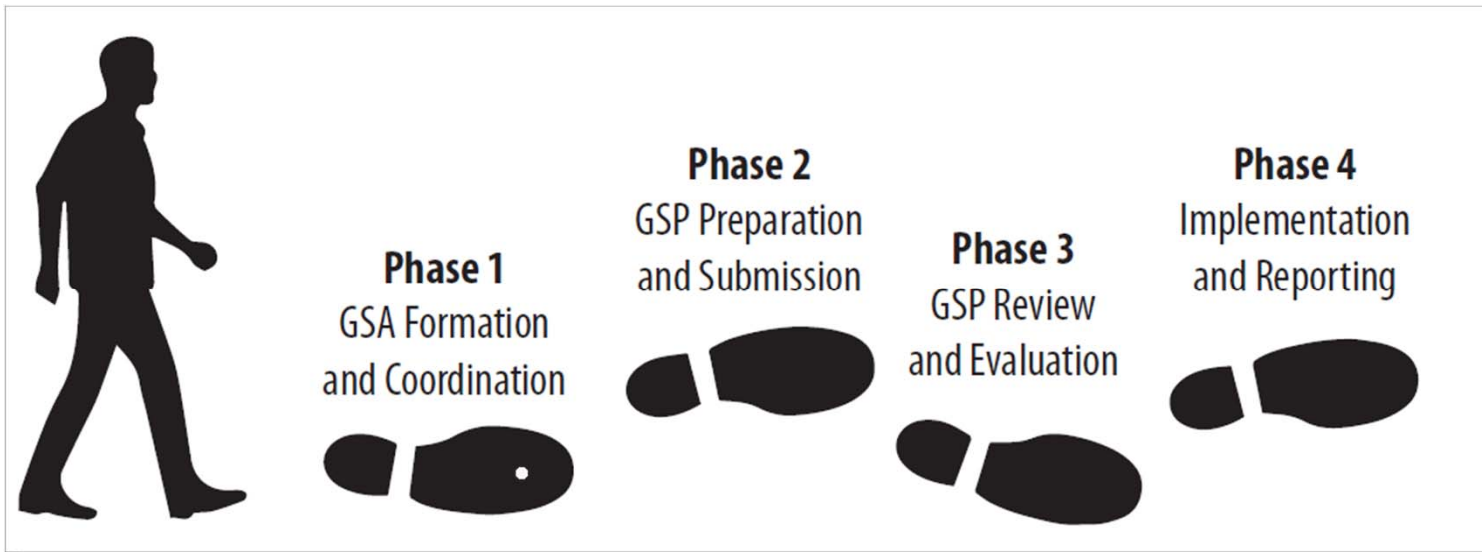 Phase 1
GSA Formation
and Coordination
Phase 2
GSP Preparation
and Submission
Phase 3
GSP Review
and Evaluation
Phase 4
Implementation
and Reporting